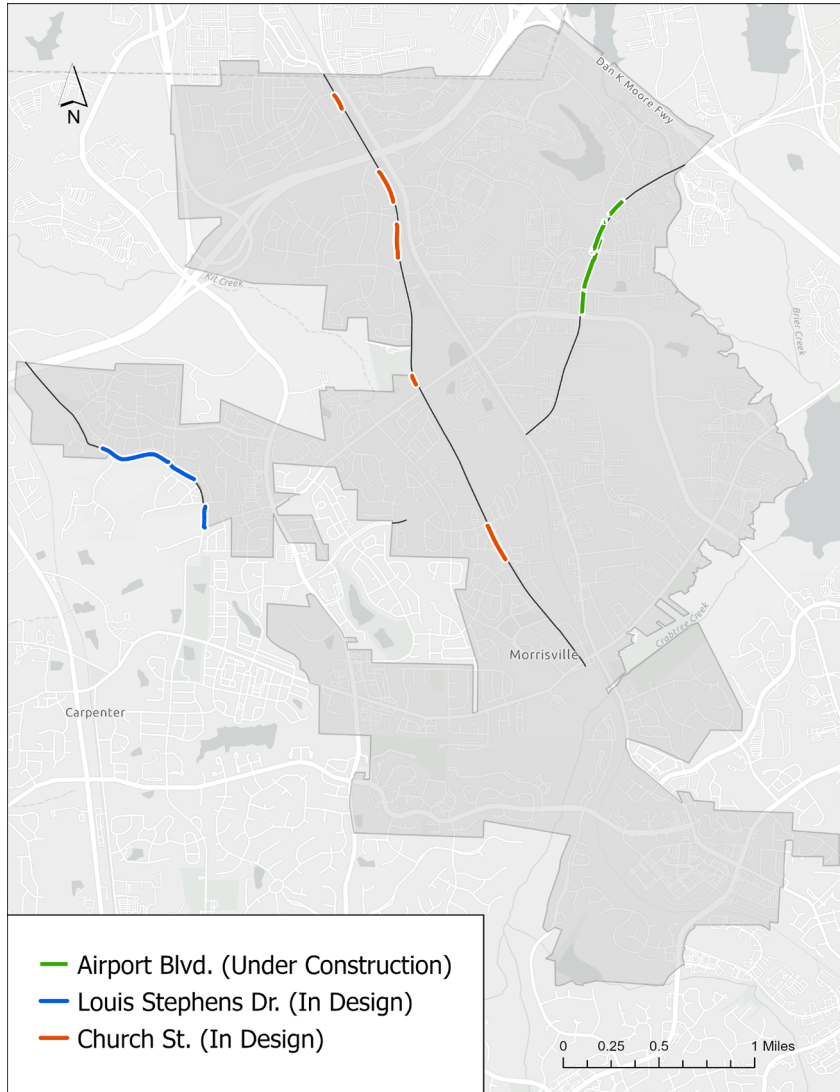 Dan K Moore Fwy
N
Kit Creek
Brier Creek
Crabtree Creek
Morrisville
Carpenter
Airport Blvd. (Under Construction)
Louis Stephens Dr. (In Design)
Church St. (In Design)
0 0.25 0.5 1 Miles